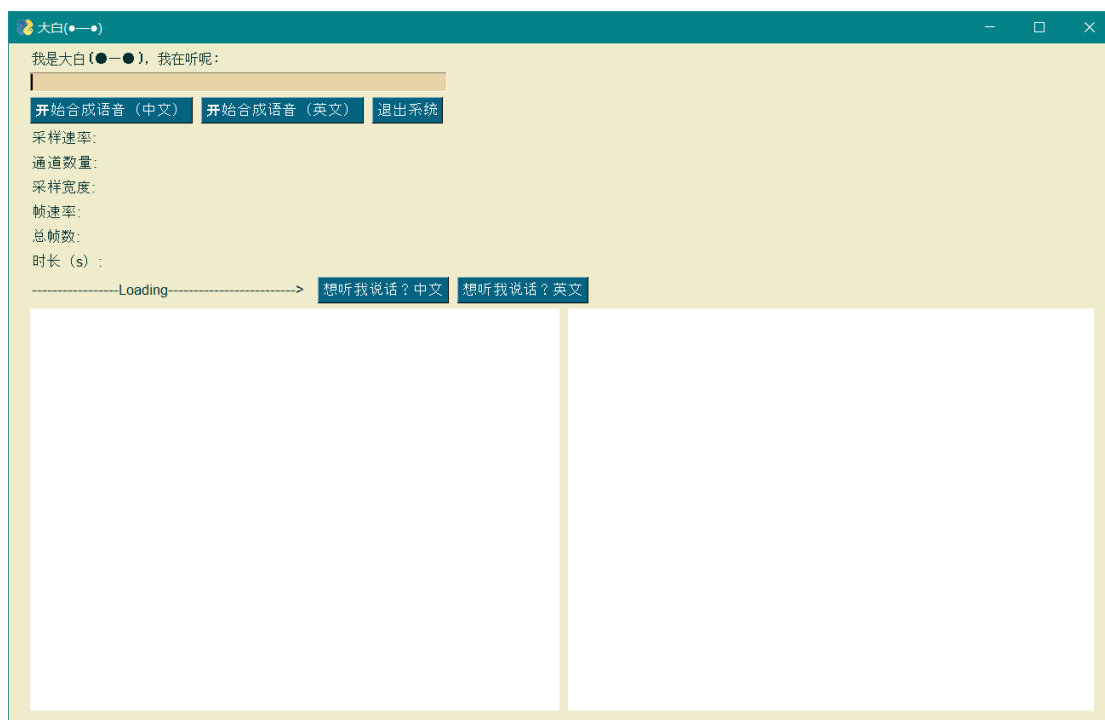 大白(●—●)
我是大白(●—●)，我在听呢：
开始合成语音（中文） 开始合成语音（英文） 退出系统
采样速率:
通道数量:
采样宽度:
帧速率:
总帧数:
时长（s）:
-----------------Loading-------------------------> 想听我说话？中文 想听我说话？英文